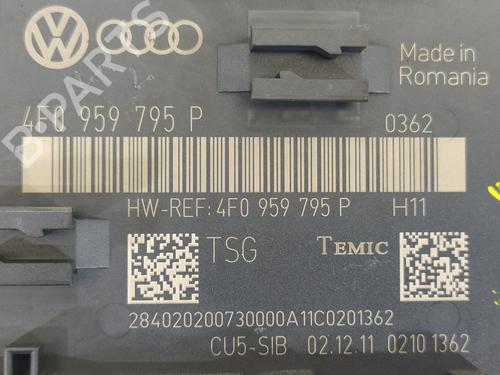 Made in
Romania
4F0 959 795 P
0362
HW-REF: 4F0 959 795 P H11
TSG TEMIC
284020200730000A11C0201362
CU5-SIB 02.12.11 0210 1362
B-PARTS